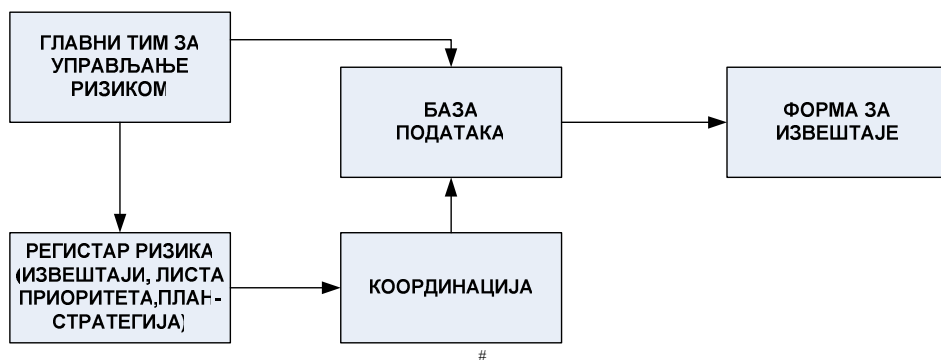 ГЛАВНИ ТИМ ЗА
УПРАВЉАЊЕ
РИЗИКОМ
БАЗА
ПОДАТАКА
ФОРМА ЗА
ИЗВЕШТАЈЕ
РЕГИСТАР РИЗИКА
(ИЗВЕШТАЈИ, ЛИСТА
ПРИОРИТЕТА,ПЛАН-
СТРАТЕГИЈА)
КООРДИНАЦИЈА
#